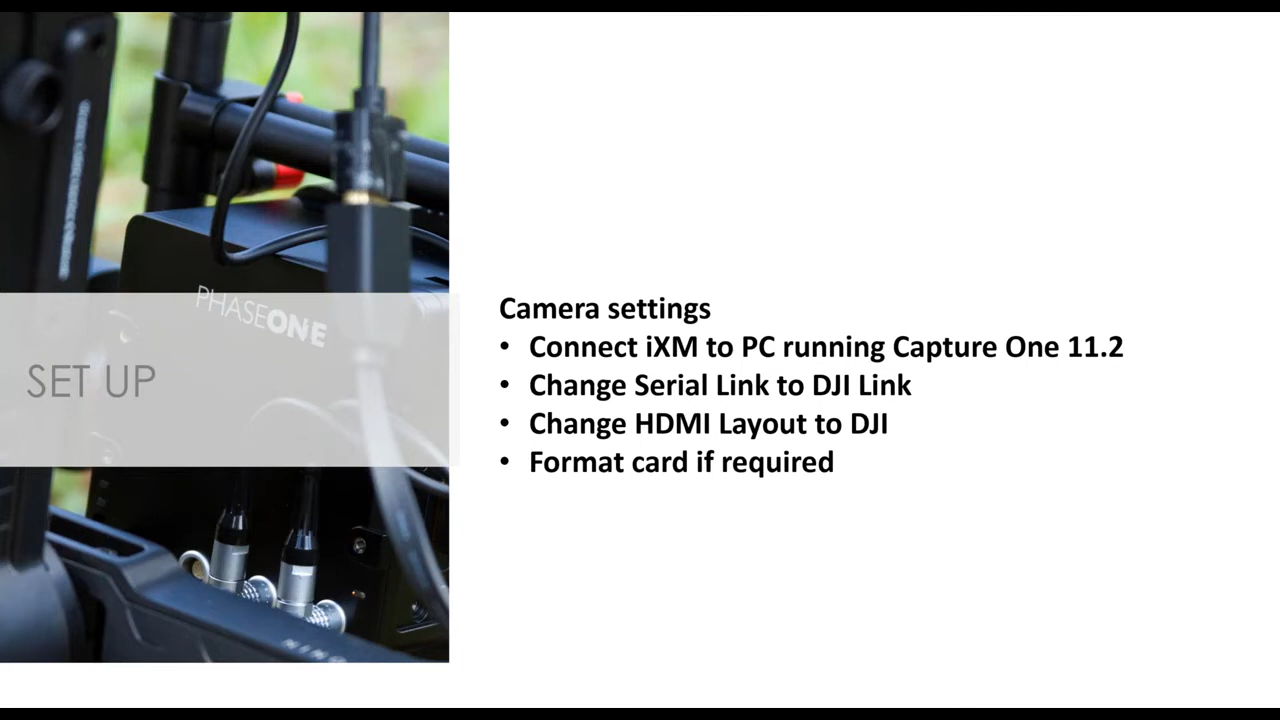 PHASEONE
SET UP
Camera settings
• Connect iXM to PC running Capture One 11.2
• Change Serial Link to DJI Link
• Change HDMI Layout to DJI
• Format card if required